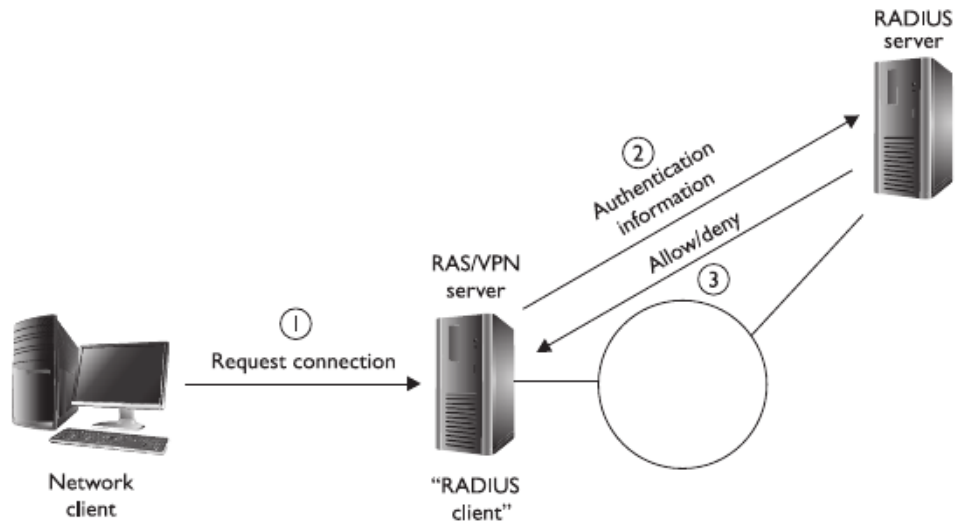 RADIUS
server
2
Authentication
information
Allow/deny
3
RAS/VPN
server
1
Request connection
Network
client
"RADIUS
client"